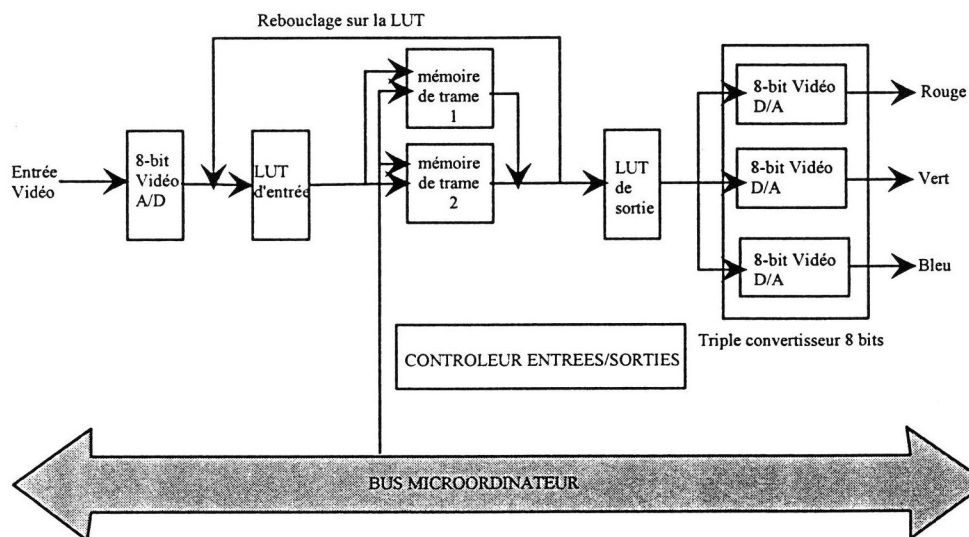 Rebouclage sur la LUT
Entrée
Vidéo
8-bit
Vidéo
A/D
LUT
d'entrée
mémoire
de trame
1
mémoire
de trame
2
LUT
de
sortie
8-bit Vidéo
D/A
8-bit Vidéo
D/A
8-bit Vidéo
D/A
Rouge
Vert
Bleu
Triple convertisseur 8 bits
CONTROLEUR ENTREES/SORTIES
BUS MICROORDINATEUR